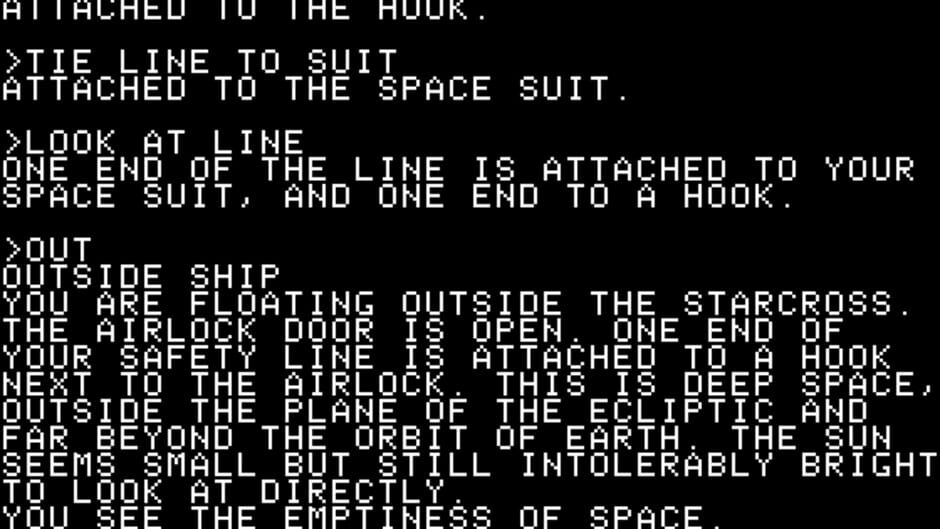 ATTACHED TO THE HOOK.
>TIE LINE TO SUIT
ATTACHED TO THE SPACE SUIT.
>LOOK AT LINE
ONE END OF THE LINE IS ATTACHED TO YOUR
SPACE SUIT, AND ONE END TO A HOOK.
>OUT
OUTSIDE SHIP
YOU ARE FLOATING OUTSIDE THE STARCROSS.
THE AIRLOCK DOOR IS OPEN. ONE END OF
YOUR SAFETY LINE IS ATTACHED TO A HOOK
NEXT TO THE AIRLOCK. THIS IS DEEP SPACE,
OUTSIDE THE PLANE OF THE ECLIPTIC AND
FAR BEYOND THE ORBIT OF EARTH. THE SUN
SEEMS SMALL BUT STILL INTOLERABLY BRIGHT
TO LOOK AT DIRECTLY.
YOU SEE THE EMPTINESS OF SPACE.